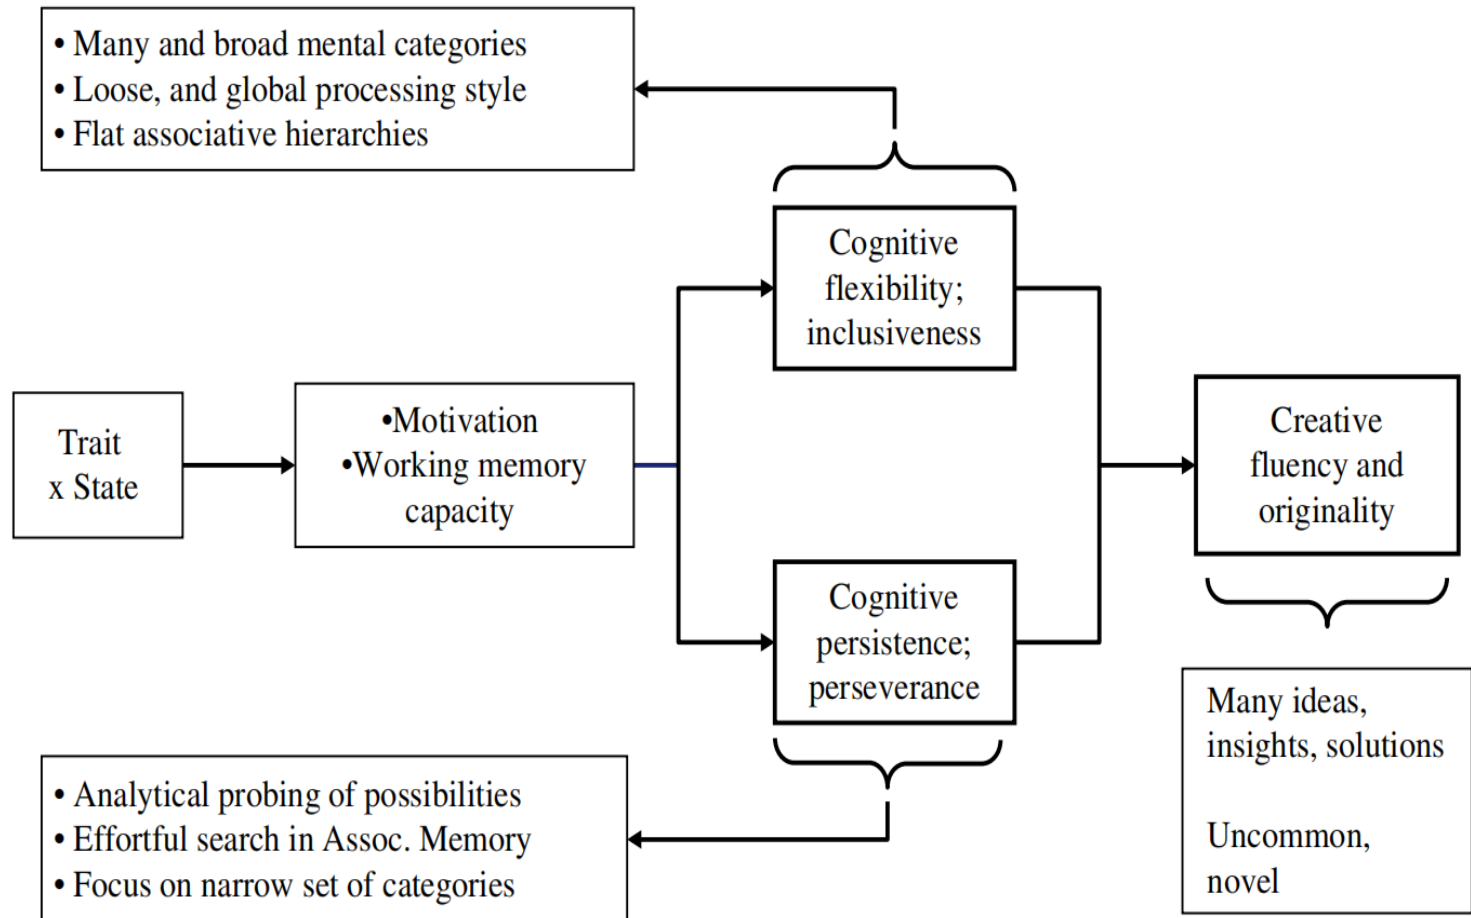 • Many and broad mental categories
• Loose, and global processing style
• Flat associative hierarchies
Cognitive
flexibility;
inclusiveness
Trait
x State
•Motivation
•Working memory
capacity
Creative
fluency and
originality
Cognitive
persistence;
perseverance
Many ideas,
insights, solutions
Uncommon,
novel
• Analytical probing of possibilities
• Effortful search in Assoc. Memory
• Focus on narrow set of categories